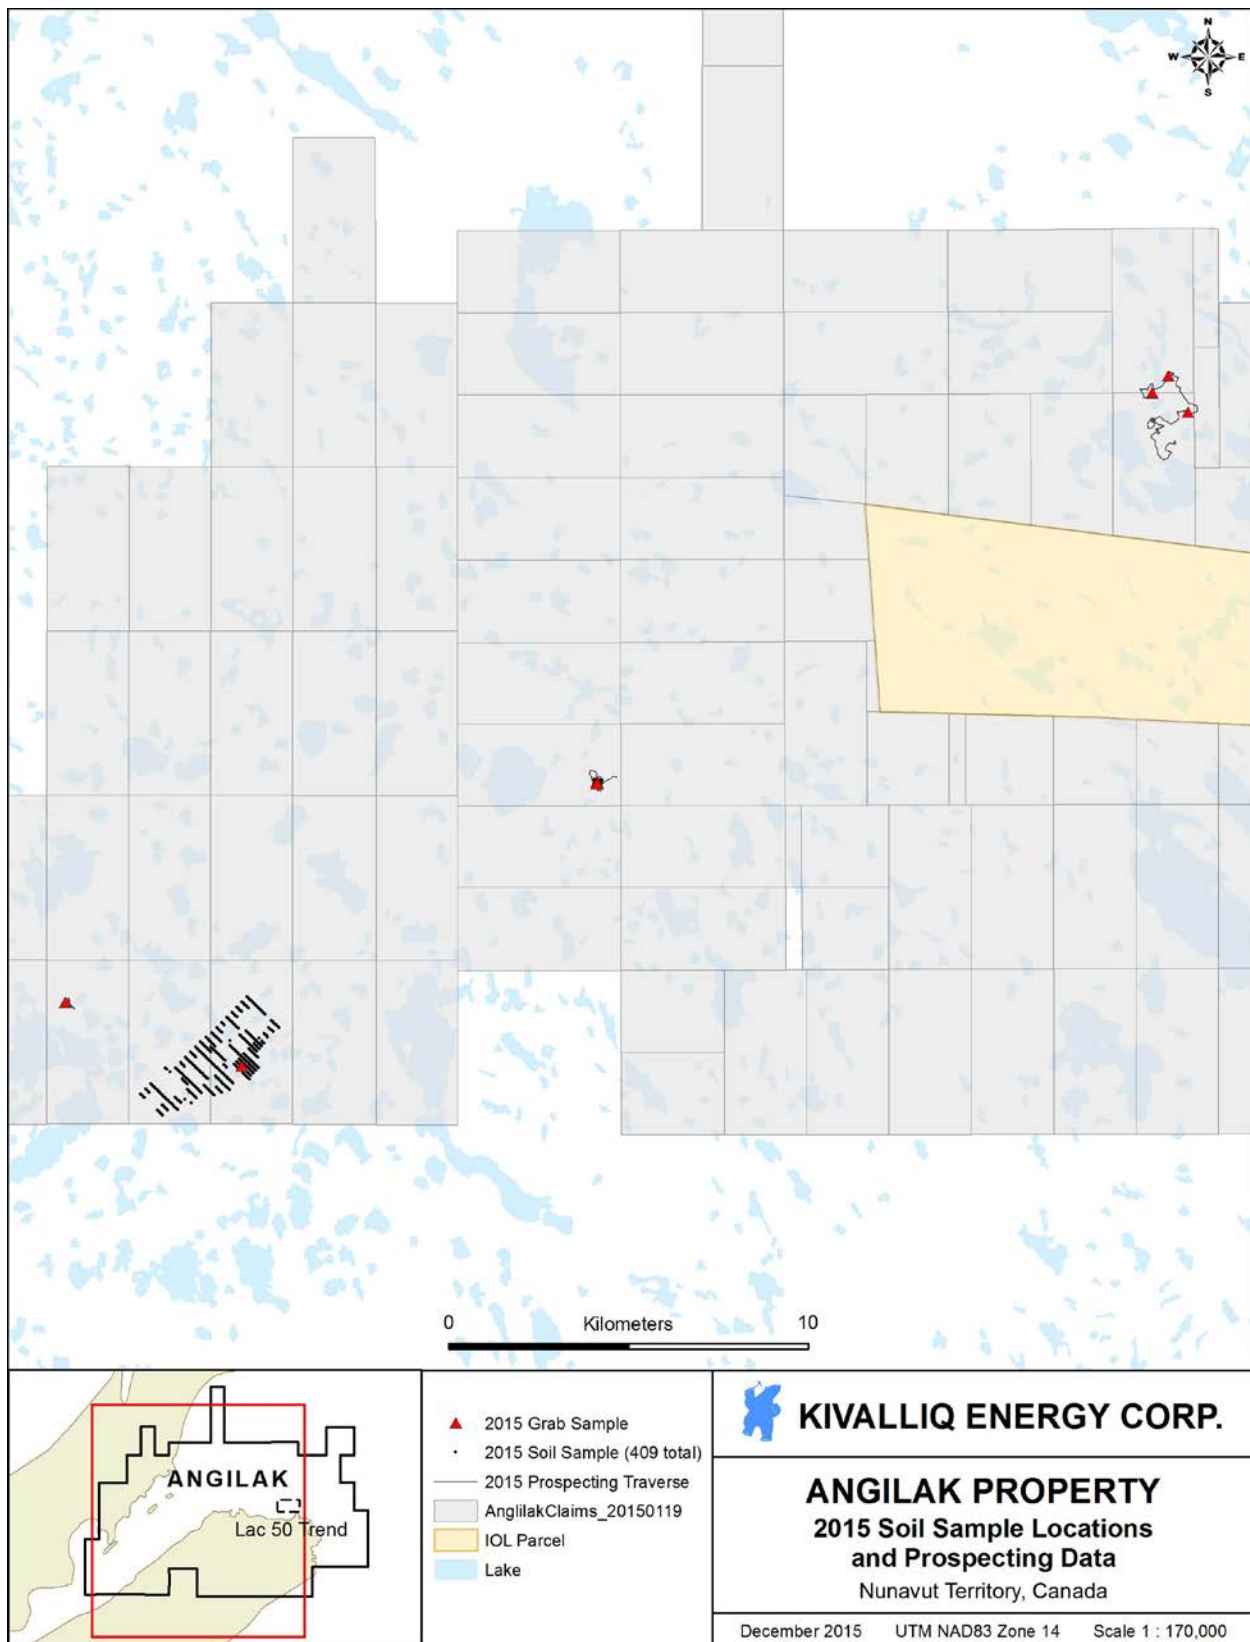 N
W E
S
0 Kilometers 10
ANGILAK
Lac 50 Trend
2015 Grab Sample
2015 Soil Sample (409 total)
2015 Prospecting Traverse
AnglilakClaims_20150119
IOL Parcel
Lake
KIVALLIQ ENERGY CORP.
ANGILAK PROPERTY
2015 Soil Sample Locations
and Prospecting Data
Nunavut Territory, Canada
December 2015 UTM NAD83 Zone 14 Scale 1 : 170,000